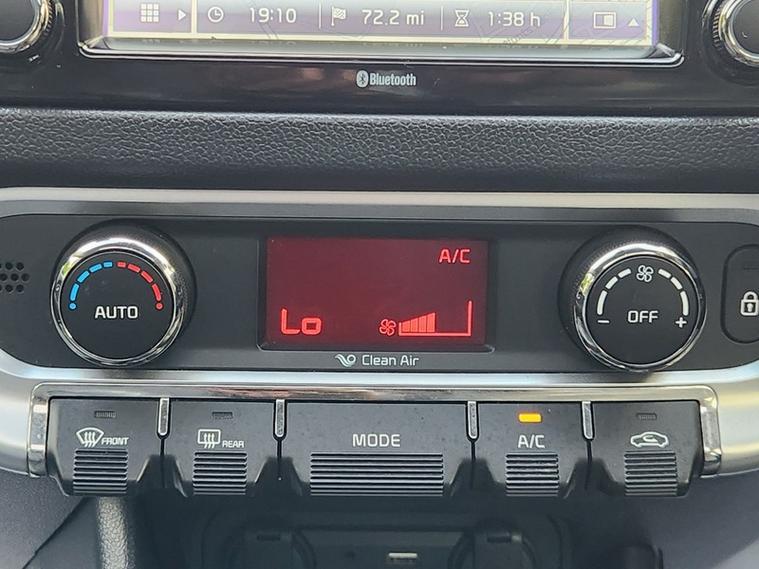 19:10 72.2 mi 1:38 h
Bluetooth
A/C
AUTO
Lo
OFF
- +
Clean Air
FRONT
REAR
MODE
A/C